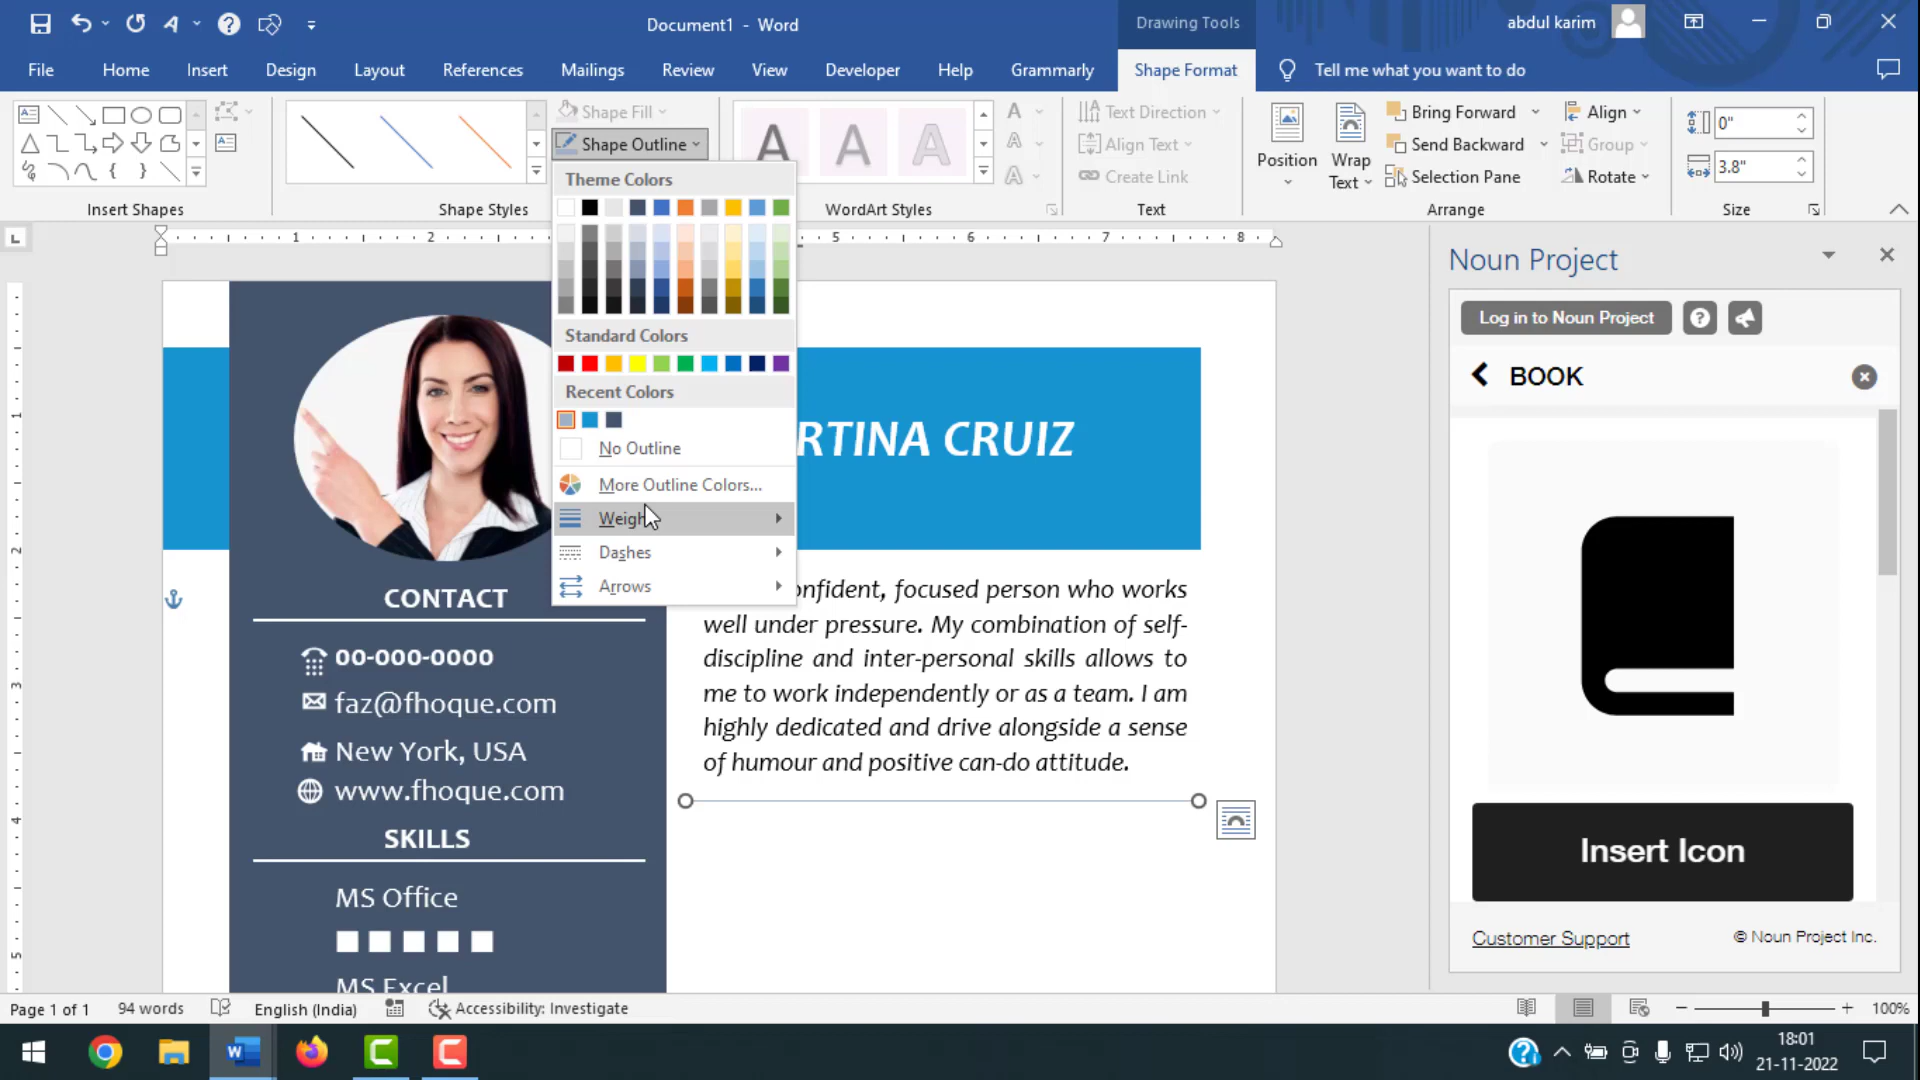 Document1 - Word
Drawing Tools
abdul karim
File Home Insert Design Layout References Mailings Review View Developer Help Grammarly Shape Format Tell me what you want to do
Shape Fill
Shape Outline
Insert Shapes
Shape Styles
WordArt Styles
Text Direction
Align Text
Create Link
Text
Position
Wrap
Text
Bring Forward
Send Backward
Selection Pane
Align
Group
Rotate
Arrange
0"
3.8"
Size
Theme Colors
Standard Colors
Recent Colors
No Outline
More Outline Colors...
Weigh
Dashes
Arrows
1 2 5 6 7 8
RTINA CRUIZ
CONTACT
00-000-0000
faz@fhoque.com
New York, USA
www.fhoque.com
SKILLS
MS Office
MS Excel
onfident, focused person who works
well under pressure. My combination of self-
discipline and inter-personal skills allows to
me to work independently or as a team. I am
highly dedicated and drive alongside a sense
of humour and positive can-do attitude.
Noun Project
Log in to Noun Project
BOOK
Insert Icon
Customer Support
© Noun Project Inc.
Page 1 of 1 94 words English (India) Accessibility: Investigate 100%
18:01
21-11-2022